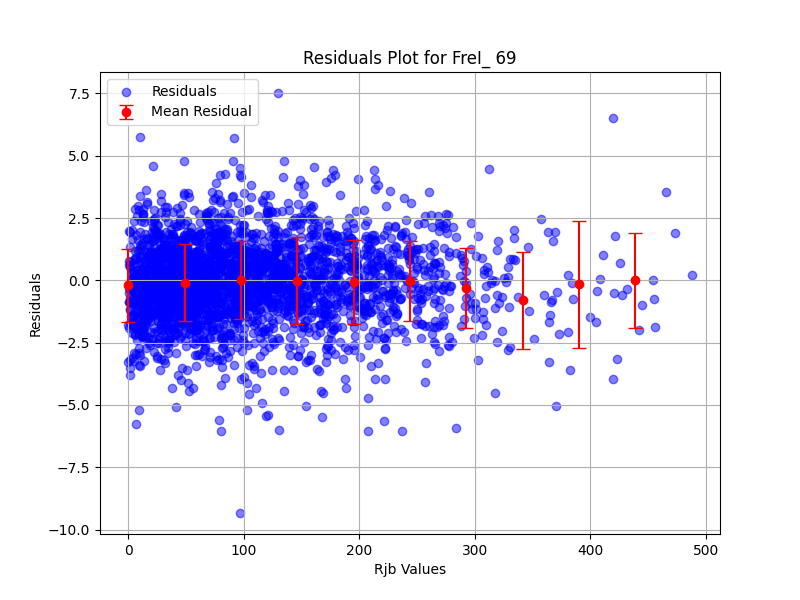 Residuals Plot for FreI_ 69
Residuals
Mean Residual
7.5
5.0
2.5
0.0
−2.5
−5.0
−7.5
−10.0
Residuals
0
100
200
300
400
500
Rjb Values